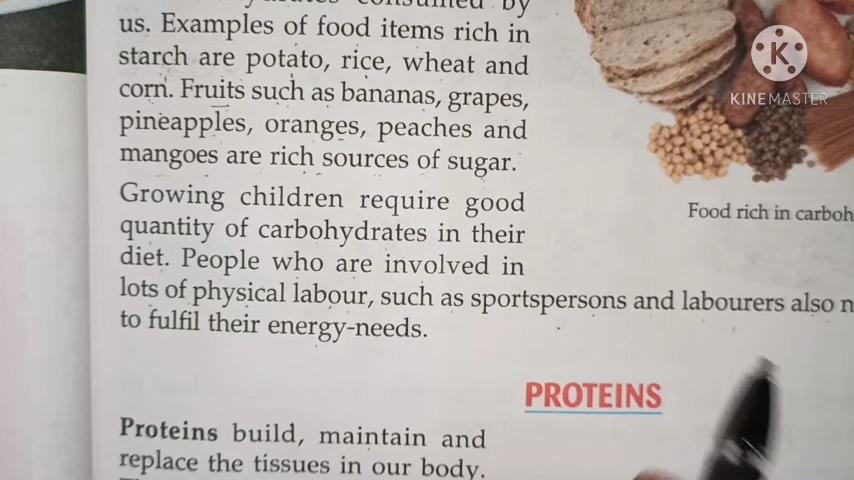 consumed by
us. Examples of food items rich in
starch are potato, rice, wheat and
corn. Fruits such as bananas, grapes,
pineapples, oranges, peaches and
mangoes are rich sources of sugar.
Growing children require good
quantity of carbohydrates in their
diet. People who are involved in
lots of physical labour, such as sportspersons and labourers also
to fulfil their energy-needs.
PROTEINS
Proteins build, maintain and
replace the tissues in our body.
Food rich in
K
KINEMASTER